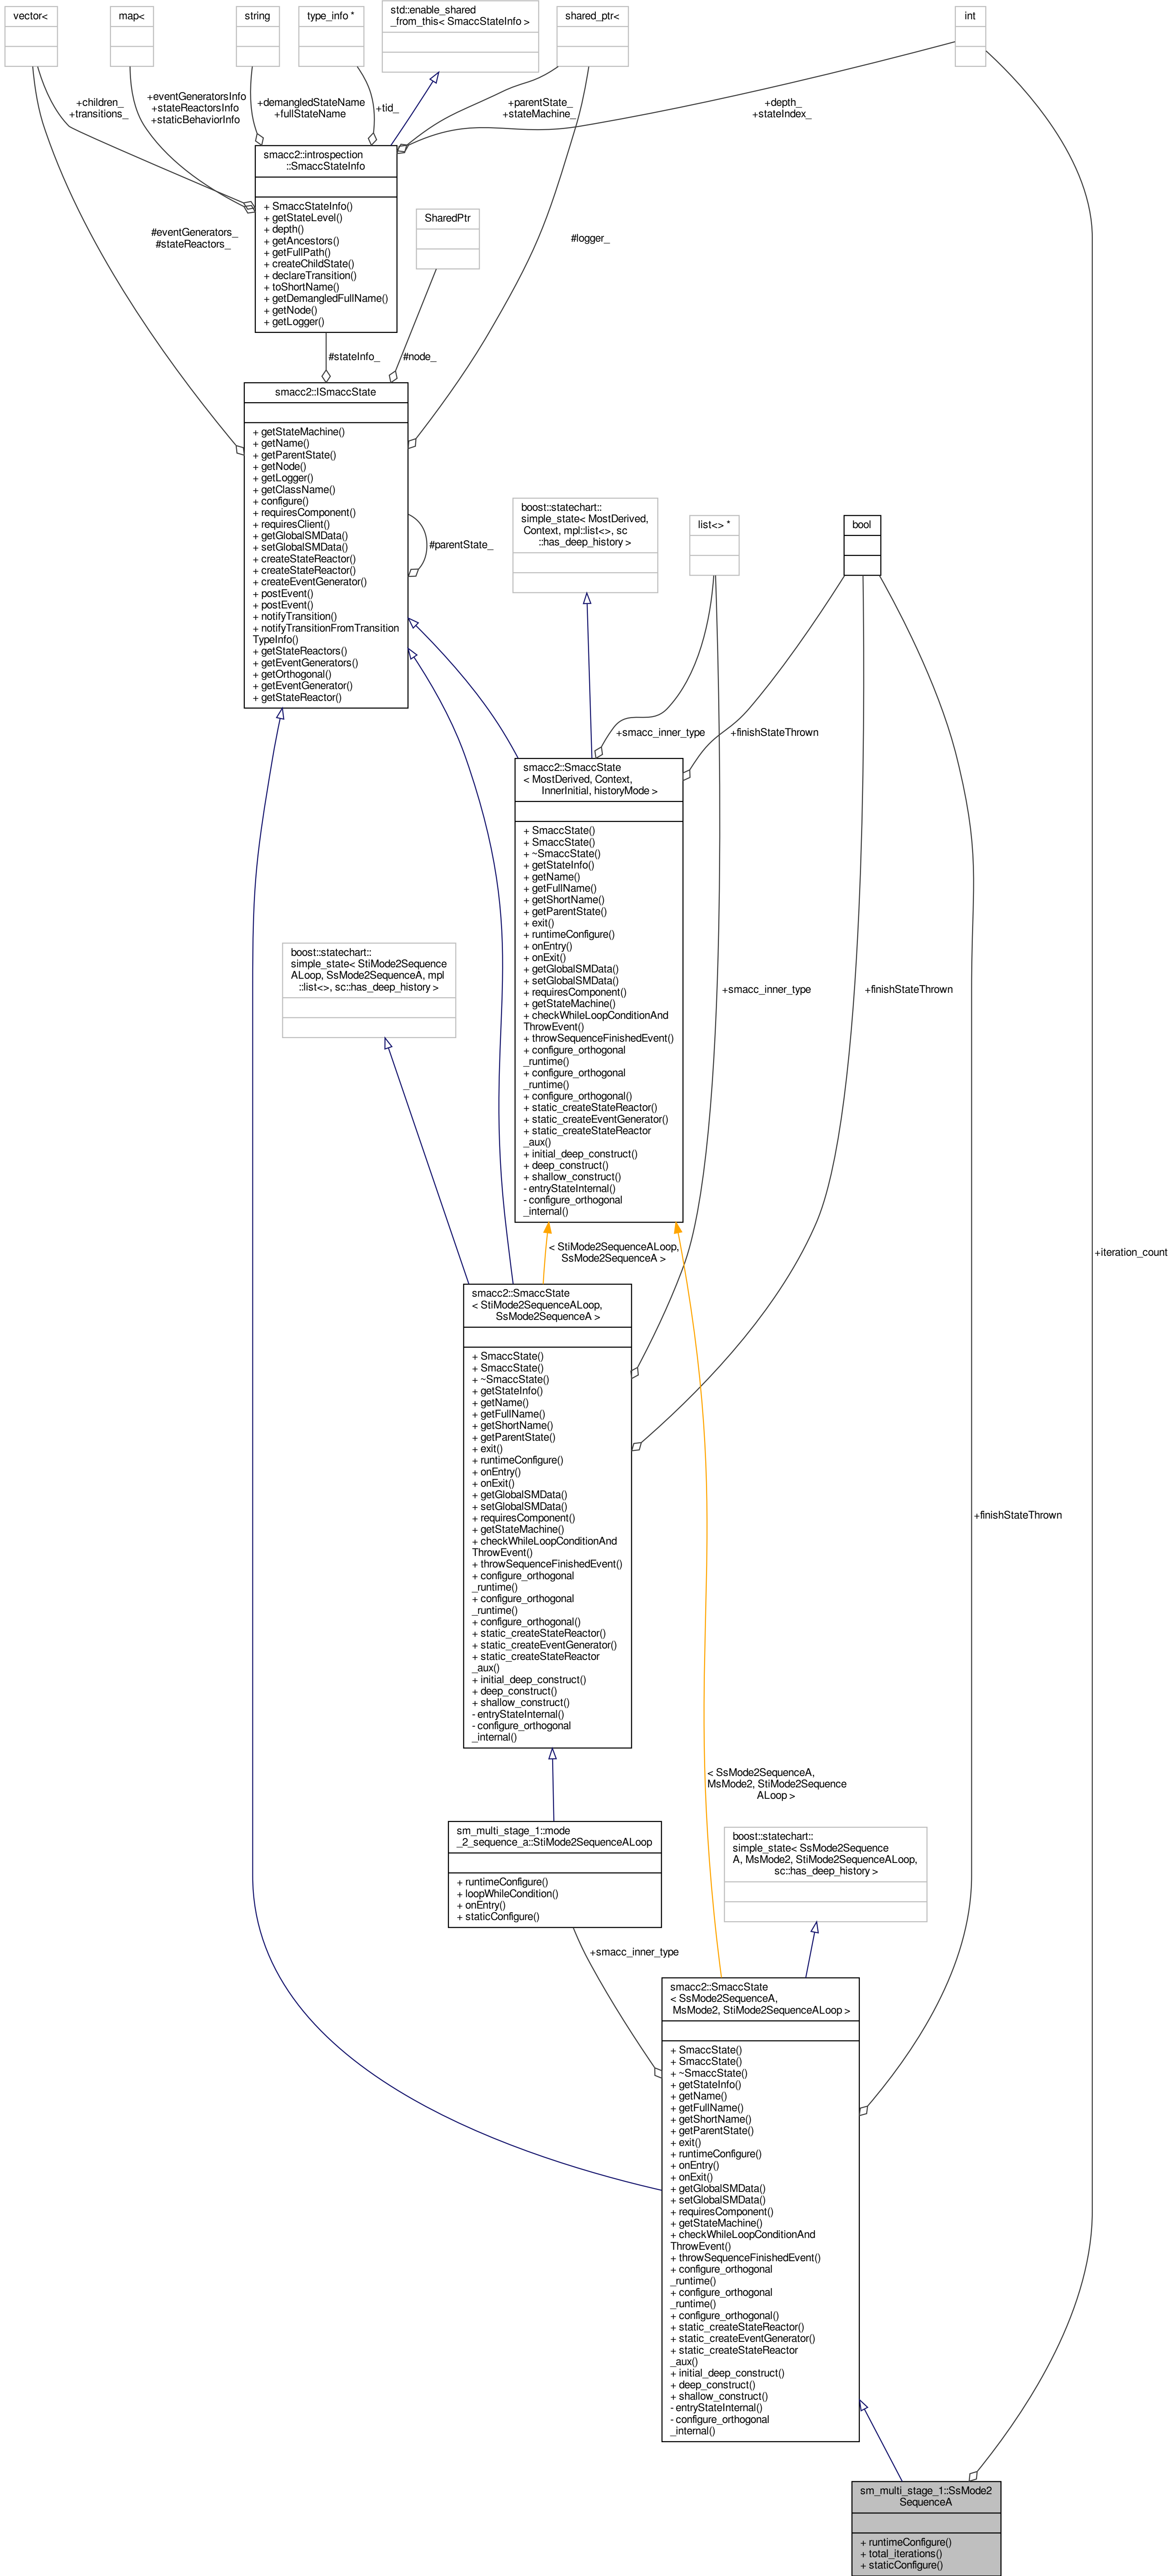 vector<
map<
string
type_info *
std::enable_shared
_from_this< SmaccStateInfo >
shared_ptr<
int
+children_
+transitions_
+eventGeneratorsInfo
+stateReactorsInfo
+staticBehaviorInfo
+demangledStateName
+fullStateName
+tid_
+parentState_
+stateMachine_
+depth_
+stateIndex_
smacc2::introspection
::SmaccStateInfo
+ SmaccStateInfo()
+ getStateLevel()
+ depth()
+ getAncestors()
+ getFullPath()
+ createChildState()
+ declareTransition()
+ toShortName()
+ getDemangledFullName()
+ getNode()
+ getLogger()
SharedPtr
#eventGenerators_
#stateReactors_
#logger_
#stateInfo_
#node_
smacc2::ISmaccState
+ getStateMachine()
+ getName()
+ getParentState()
+ getNode()
+ getLogger()
+ getClassName()
+ configure()
+ requiresComponent()
+ requiresClient()
+ getGlobalSMData()
+ setGlobalSMData()
+ createStateReactor()
+ createStateReactor()
+ createEventGenerator()
+ postEvent()
+ postEvent()
+ notifyTransition()
+ notifyTransitionFromTransition
TypeInfo()
+ getStateReactors()
+ getEventGenerators()
+ getOrthogonal()
+ getEventGenerator()
+ getStateReactor()
#parentState_
boost::statechart::
simple_state< MostDerived,
Context, mpl::list<>, sc
::has_deep_history >
list<> *
bool
+smacc_inner_type
+finishStateThrown
smacc2::SmaccState
< MostDerived, Context,
InnerInitial, historyMode >
+ SmaccState()
+ SmaccState()
+ ~SmaccState()
+ getStateInfo()
+ getName()
+ getFullName()
+ getShortName()
+ getParentState()
+ exit()
+ runtimeConfigure()
+ onEntry()
+ onExit()
+ getGlobalSMData()
+ setGlobalSMData()
+ requiresComponent()
+ getStateMachine()
+ checkWhileLoopConditionAnd
ThrowEvent()
+ throwSequenceFinishedEvent()
+ configure_orthogonal
_runtime()
+ configure_orthogonal
_runtime()
+ configure_orthogonal()
+ static_createStateReactor()
+ static_createEventGenerator()
+ static_createStateReactor
_aux()
+ initial_deep_construct()
+ deep_construct()
+ shallow_construct()
- entryStateInternal()
- configure_orthogonal
_internal()
boost::statechart::
simple_state< StiMode2Sequence
ALoop, SsMode2SequenceA, mpl
::list<>, sc::has_deep_history >
+smacc_inner_type
+finishStateThrown
< StiMode2SequenceALoop,
SsMode2SequenceA >
+iteration_count
smacc2::SmaccState
< StiMode2SequenceALoop,
SsMode2SequenceA >
+ SmaccState()
+ SmaccState()
+ ~SmaccState()
+ getStateInfo()
+ getName()
+ getFullName()
+ getShortName()
+ getParentState()
+ exit()
+ runtimeConfigure()
+ onEntry()
+ onExit()
+ getGlobalSMData()
+ setGlobalSMData()
+ requiresComponent()
+ getStateMachine()
+ checkWhileLoopConditionAnd
ThrowEvent()
+ throwSequenceFinishedEvent()
+ configure_orthogonal
_runtime()
+ configure_orthogonal
_runtime()
+ configure_orthogonal()
+ static_createStateReactor()
+ static_createEventGenerator()
+ static_createStateReactor
_aux()
+ initial_deep_construct()
+ deep_construct()
+ shallow_construct()
- entryStateInternal()
- configure_orthogonal
_internal()
+finishStateThrown
< SsMode2SequenceA,
MsMode2, StiMode2Sequence
ALoop >
sm_multi_stage_1::mode
_2_sequence_a::StiMode2SequenceALoop
+ runtimeConfigure()
+ loopWhileCondition()
+ onEntry()
+ staticConfigure()
boost::statechart::
simple_state< SsMode2Sequence
A, MsMode2, StiMode2SequenceALoop,
sc::has_deep_history >
+smacc_inner_type
smacc2::SmaccState
< SsMode2SequenceA,
MsMode2, StiMode2SequenceALoop >
+ SmaccState()
+ SmaccState()
+ ~SmaccState()
+ getStateInfo()
+ getName()
+ getFullName()
+ getShortName()
+ getParentState()
+ exit()
+ runtimeConfigure()
+ onEntry()
+ onExit()
+ getGlobalSMData()
+ setGlobalSMData()
+ requiresComponent()
+ getStateMachine()
+ checkWhileLoopConditionAnd
ThrowEvent()
+ throwSequenceFinishedEvent()
+ configure_orthogonal
_runtime()
+ configure_orthogonal
_runtime()
+ configure_orthogonal()
+ static_createStateReactor()
+ static_createEventGenerator()
+ static_createStateReactor
_aux()
+ initial_deep_construct()
+ deep_construct()
+ shallow_construct()
- entryStateInternal()
- configure_orthogonal
_internal()
sm_multi_stage_1::SsMode2
SequenceA
+ runtimeConfigure()
+ total_iterations()
+ staticConfigure()